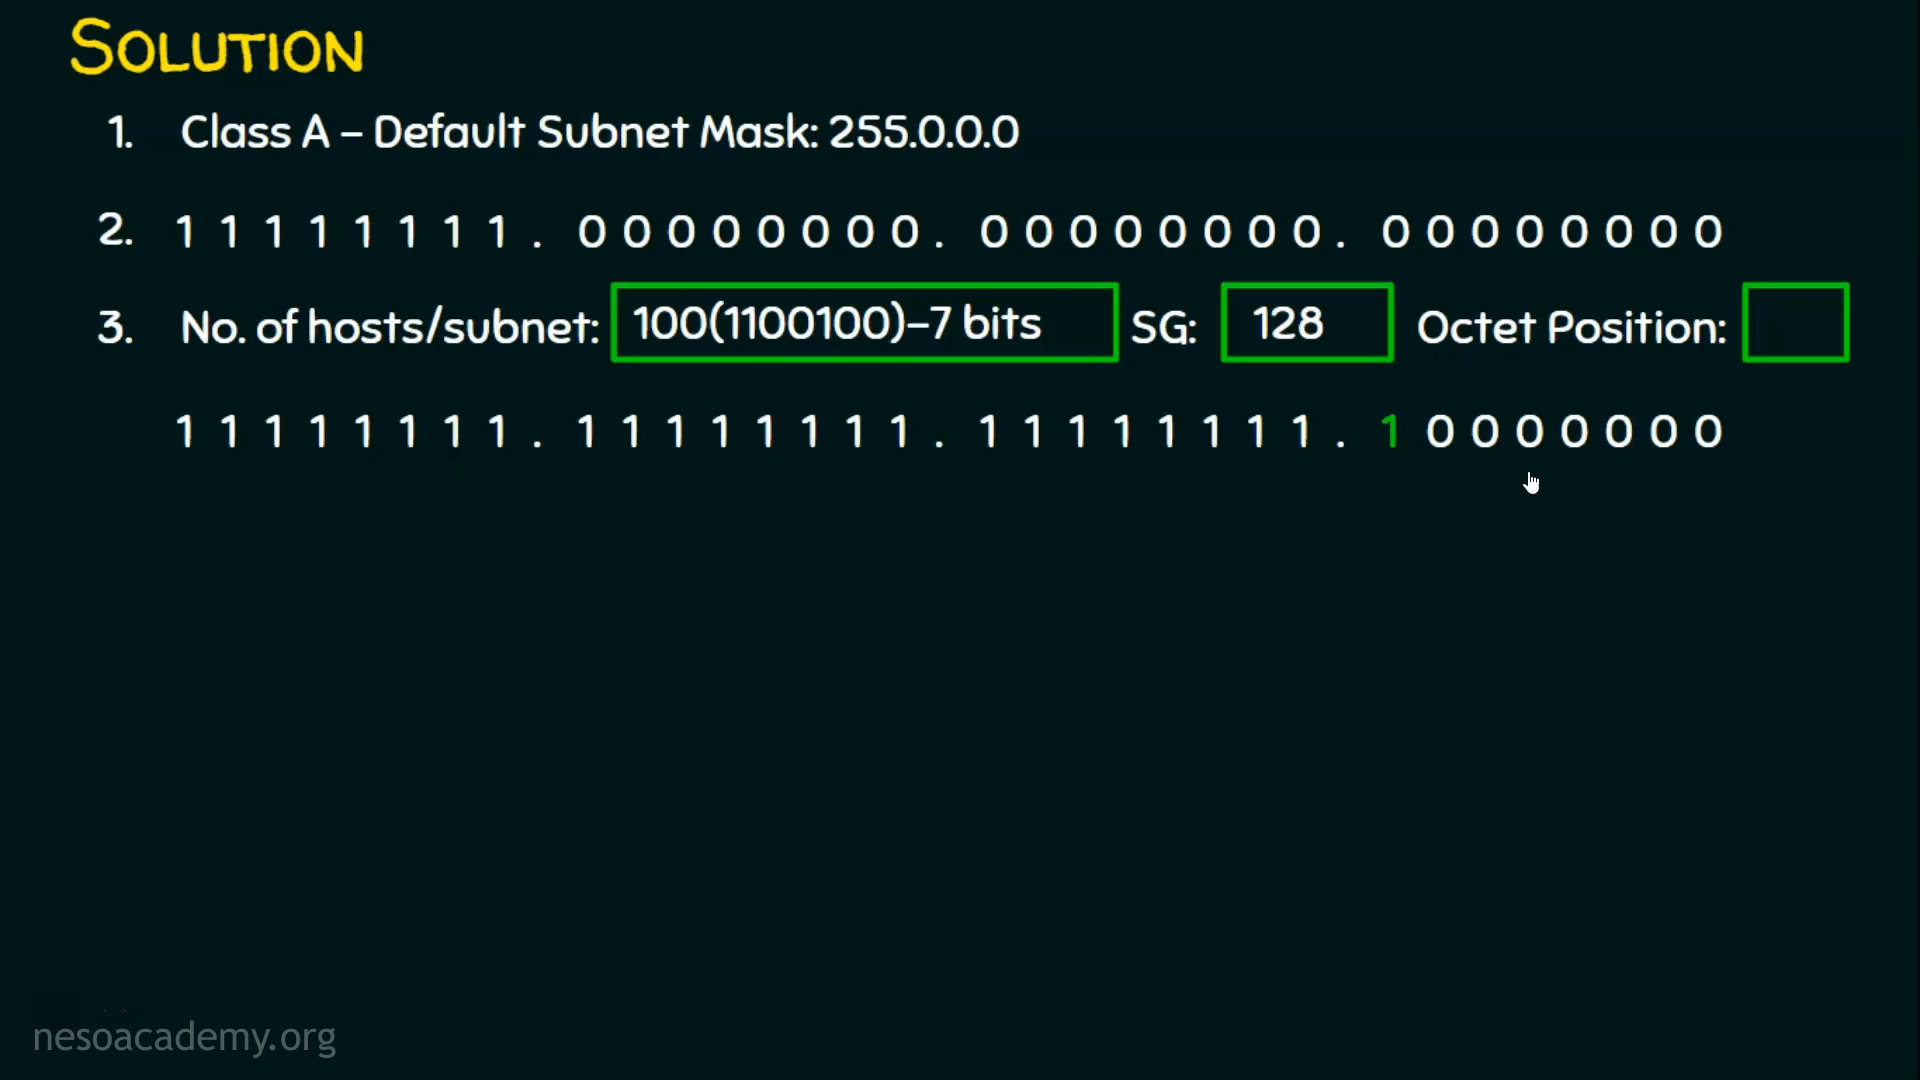 SOLUTION
1. Class A – Default Subnet Mask: 255.0.0.0
2. 1 1 1 1 1 1 1 1 . 0 0 0 0 0 0 0 0 . 0 0 0 0 0 0 0 0 . 0 0 0 0 0 0 0 0
3. No. of hosts/subnet: 100(1100100)–7 bits SG: 128 Octet Position:
1 1 1 1 1 1 1 1 . 1 1 1 1 1 1 1 1 . 1 1 1 1 1 1 1 1 . 1 0 0 0 0 0 0 0
nesoacademy.org